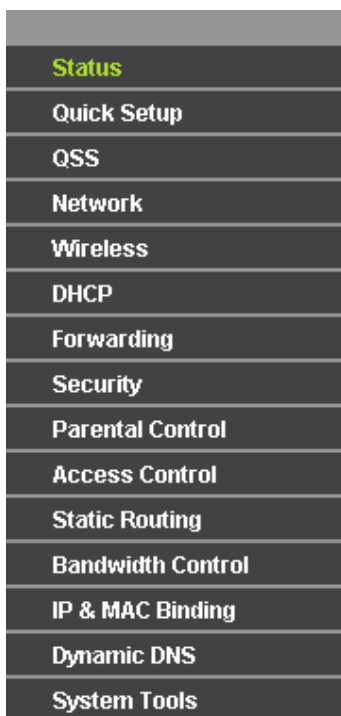 Status
Quick Setup
QSS
Network
Wireless
DHCP
Forwarding
Security
Parental Control
Access Control
Static Routing
Bandwidth Control
IP & MAC Binding
Dynamic DNS
System Tools